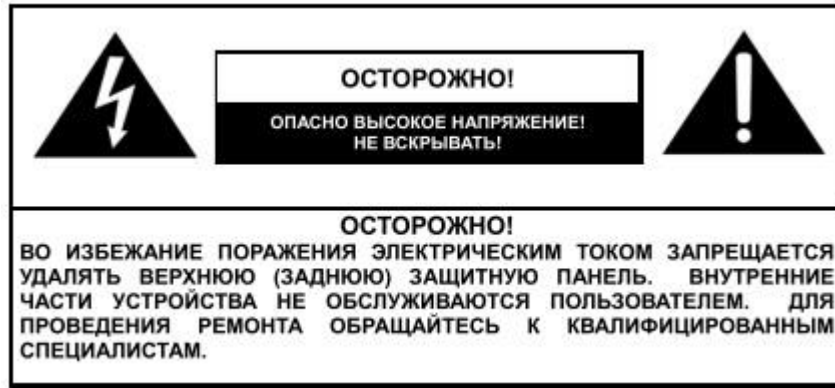 ОСТОРОЖНО!
ОПАСНО ВЫСОКОЕ НАПРЯЖЕНИЕ!
НЕ ВСКРЫВАТЬ!
ОСТОРОЖНО!
ВО ИЗБЕЖАНИЕ ПОРАЖЕНИЯ ЭЛЕКТРИЧЕСКИМ ТОКОМ ЗАПРЕЩАЕТСЯ
УДАЛЯТЬ ВЕРХНЮЮ (ЗАДНЮЮ) ЗАЩИТНУЮ ПАНЕЛЬ. ВНУТРЕННИЕ
ЧАСТИ УСТРОЙСТВА НЕ ОБСЛУЖИВАЮТСЯ ПОЛЬЗОВАТЕЛЕМ. ДЛЯ
ПРОВЕДЕНИЯ РЕМОНТА ОБРАЩАЙТЕСЬ К КВАЛИФИЦИРОВАННЫМ
СПЕЦИАЛИСТАМ.